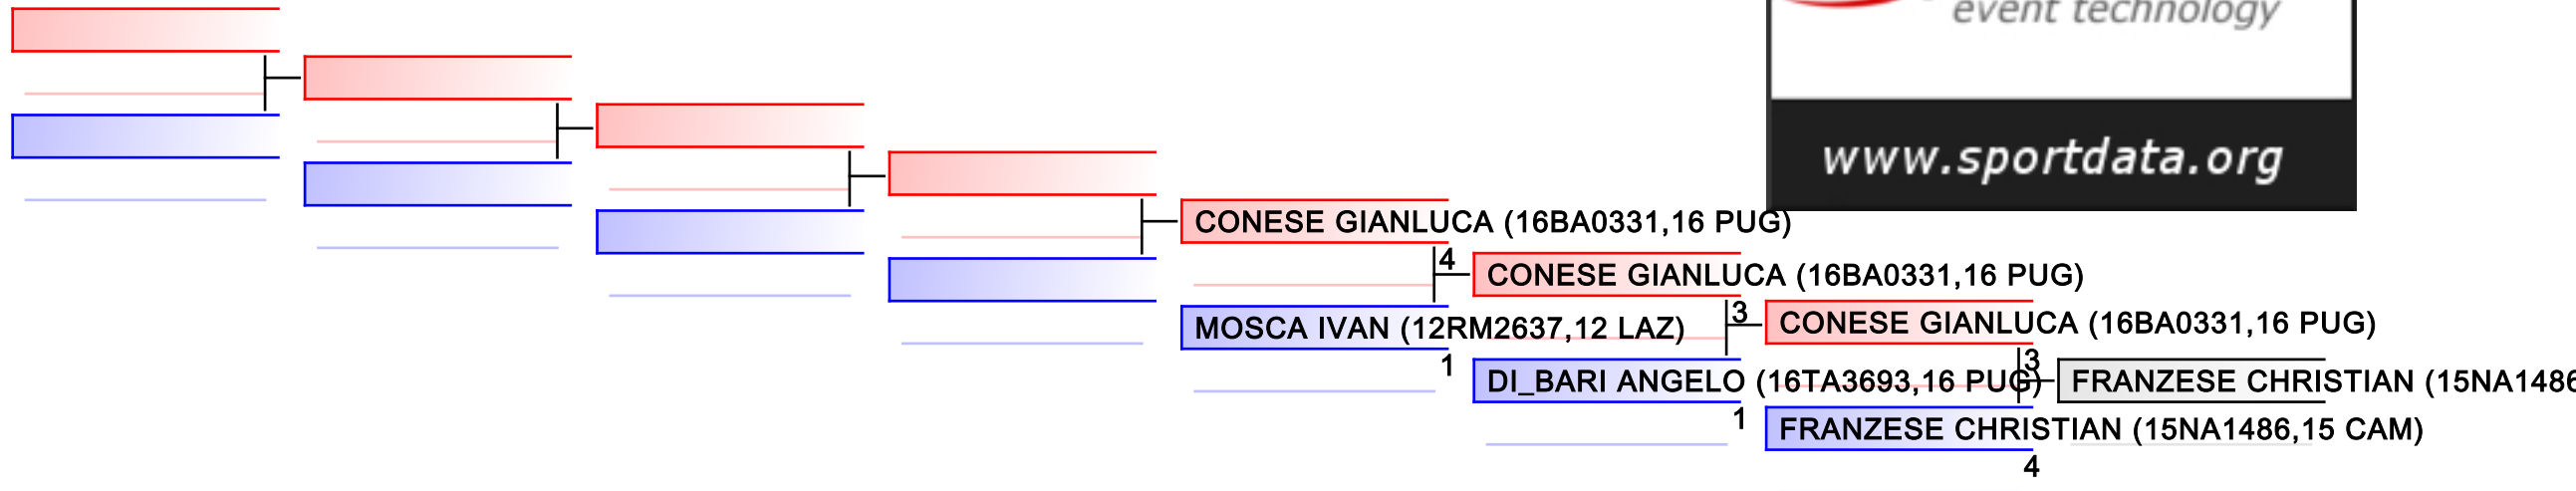 event technology
www.sportdata.org
CONESE GIANLUCA (16BA0331,16 PUG)
4
CONESE GIANLUCA (16BA0331,16 PUG)
MOSCA IVAN (12RM2637,12 LAZ)
1
3
CONESE GIANLUCA (16BA0331,16 PUG)
DI_BARI ANGELO (16TA3693,16 PUG)
1
3
FRANZESE CHRISTIAN (15NA1486
FRANZESE CHRISTIAN (15NA1486,15 CAM)
4